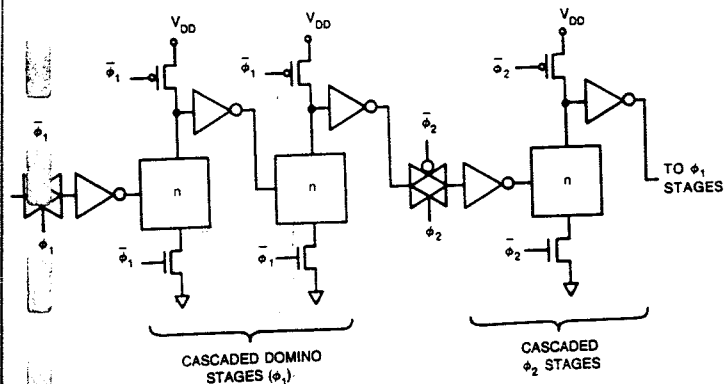 V_DD
V_DD
V_DD
φ̄₁
φ̄₁
φ̄₂
φ̄₁
φ̄₂
n
n
n
TO φ₁
STAGES
φ₁
φ̄₁
φ̄₁
φ₂
φ̄₂
CASCADED DOMINO
STAGES (φ₁)
CASCADED
φ₂ STAGES